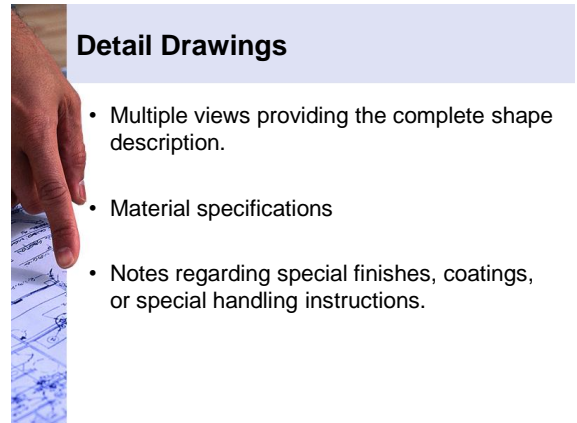 Detail Drawings
• Multiple views providing the complete shape
description.
• Material specifications
• Notes regarding special finishes, coatings,
or special handling instructions.